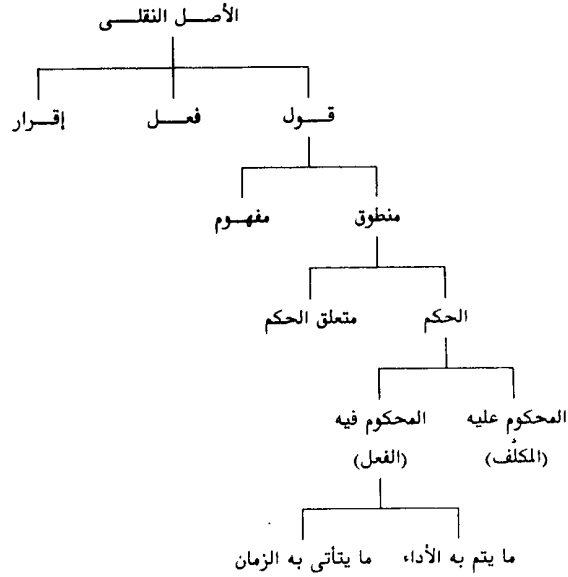 الأصل النقلى
قول فعل إقرار
منطوق مفهوم
الحكم متعلق الحكم
المحكوم عليه المحكوم فيه
(المكلف) (الفعل)
ما يتم به الأداء ما يتأتى به الزمان